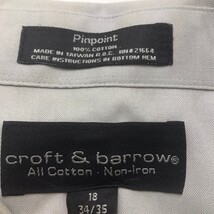 Pinpoint
100% COTTON
MADE IN TAIWAN R.O.C. RN#21664
CARE INSTRUCTIONS IN BOTTOM HEM
croft & barrow®
All Cotton · Non-iron
18
34/35